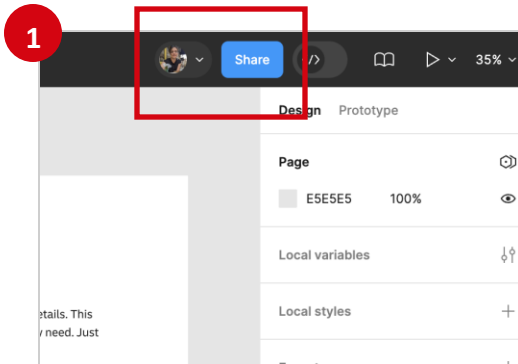 1
Share
</>
35%
Design Prototype
Page
E5E5E5 100%
Local variables
Local styles
etails. This
need. Just